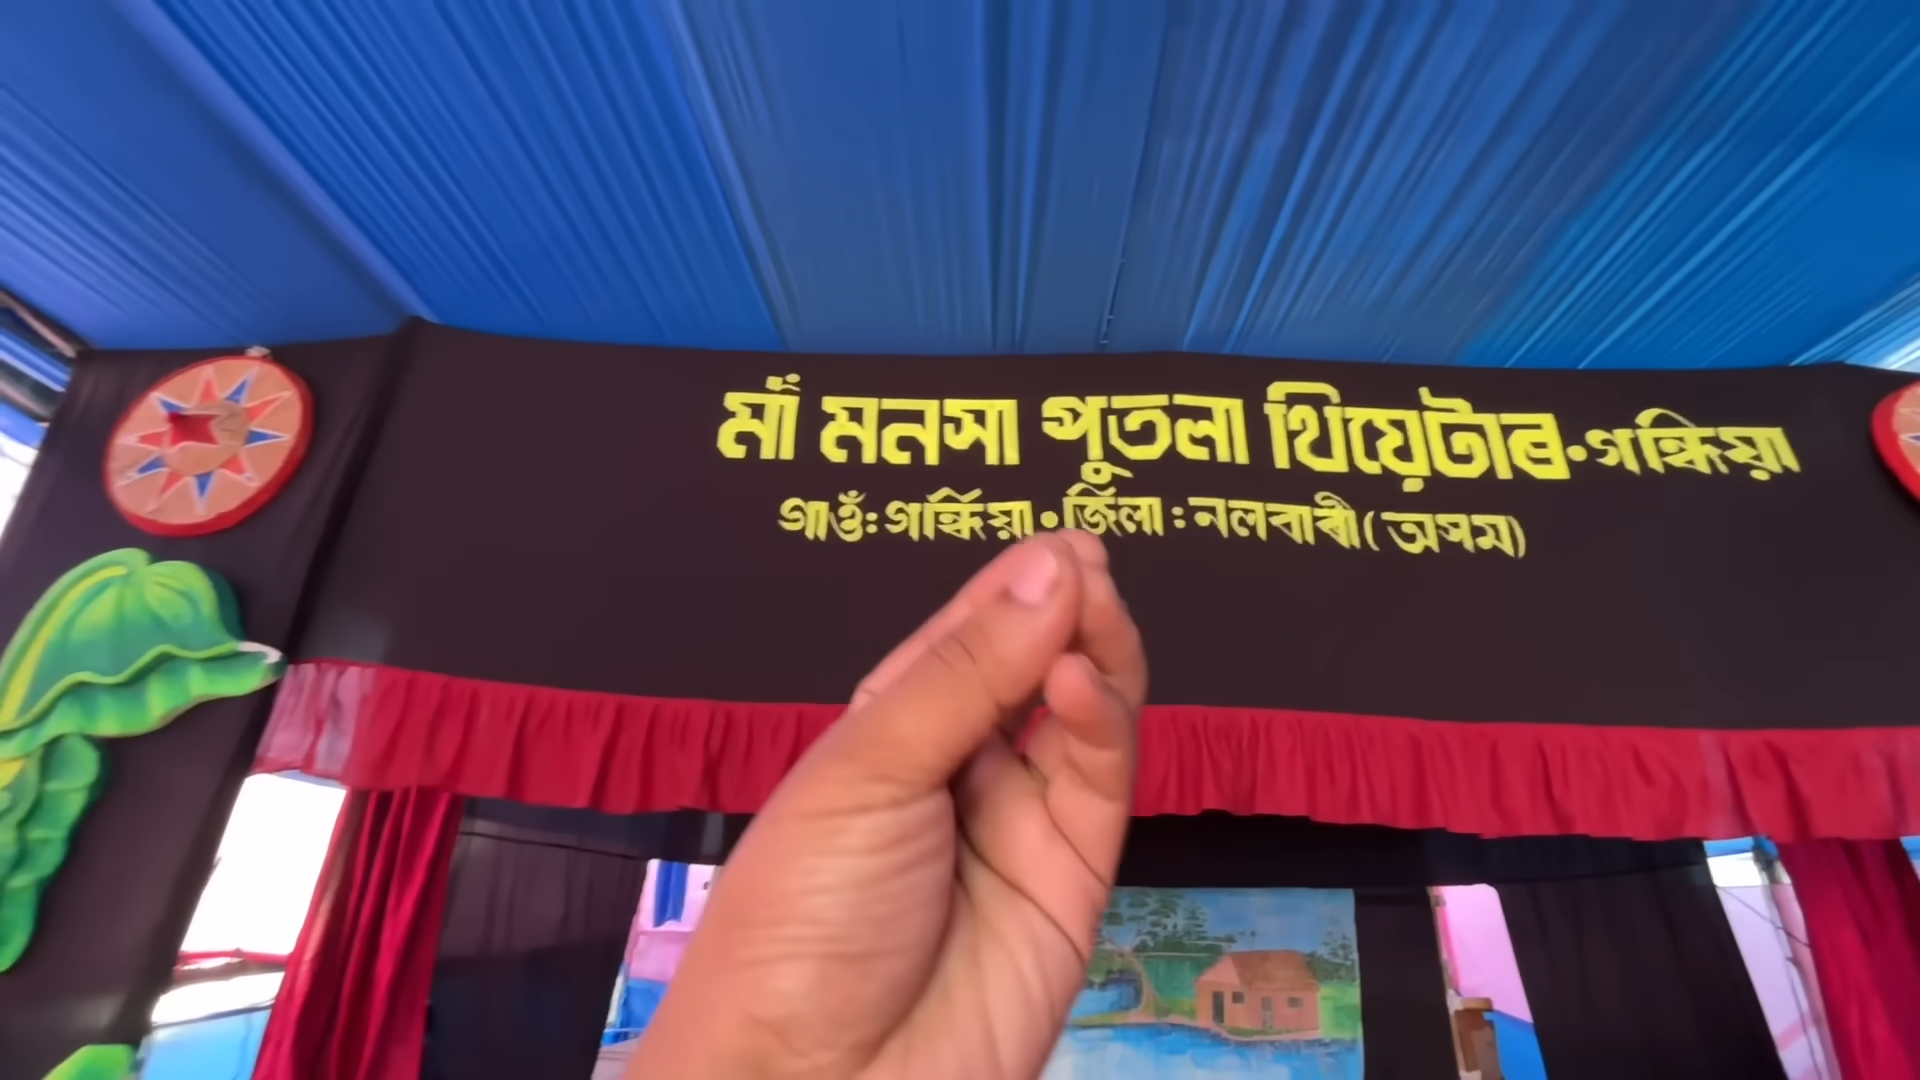 মাঁ মনসা পুতলা থিয়েটাৰ•গন্ধিয়া
গাওঁ: গন্ধিয়া • জিলা : নলবাৰী ( অসম)